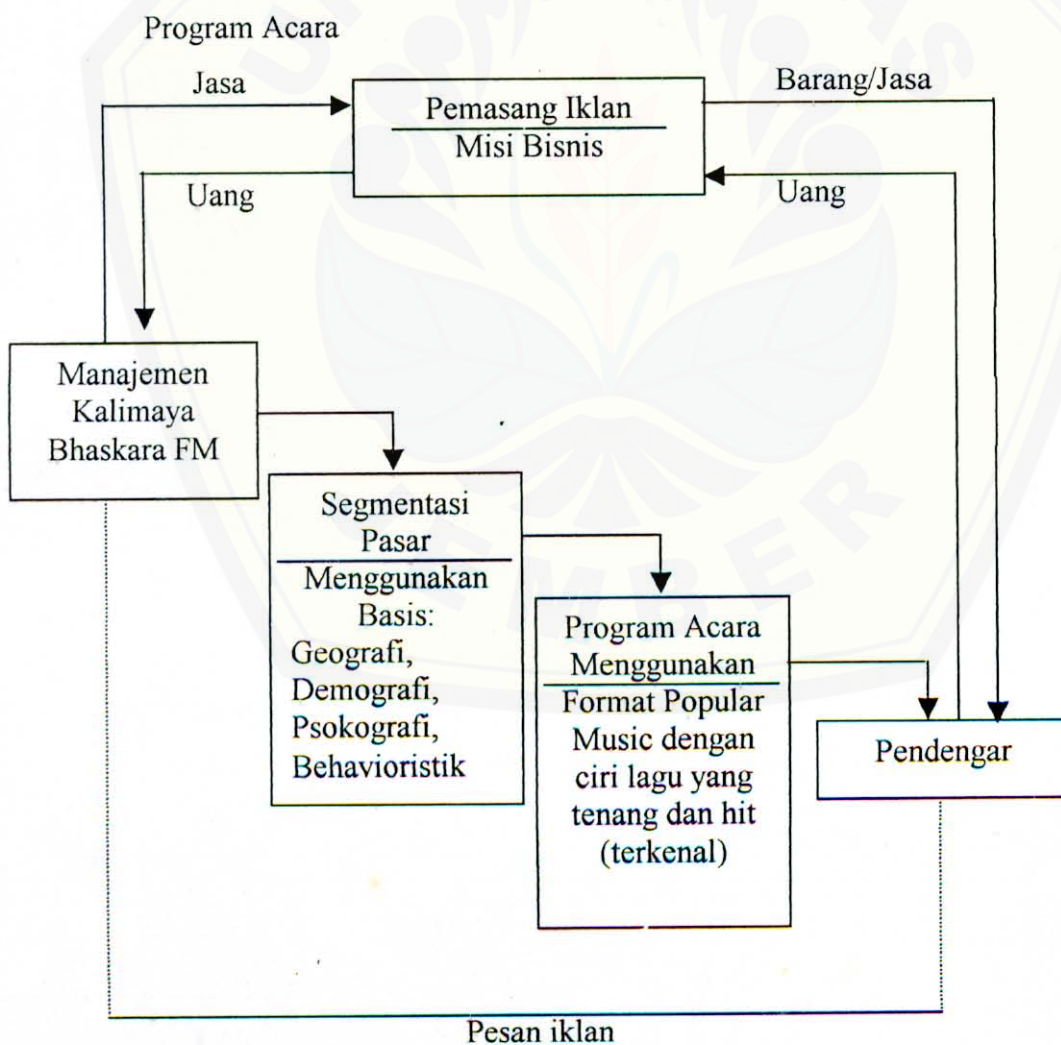 Program Acara
Jasa
Barang/Jasa
Pemasang Iklan
Misi Bisnis
Uang
Uang
Manajemen
Kalimaya
Bhaskara FM
Segmentasi
Pasar
Menggunakan
Basis:
Geografi,
Demografi,
Psokografi,
Behavioristik
Program Acara
Menggunakan
Format Popular
Music dengan
ciri lagu yang
tenang dan hit
(terkenal)
Pendengar
Pesan iklan